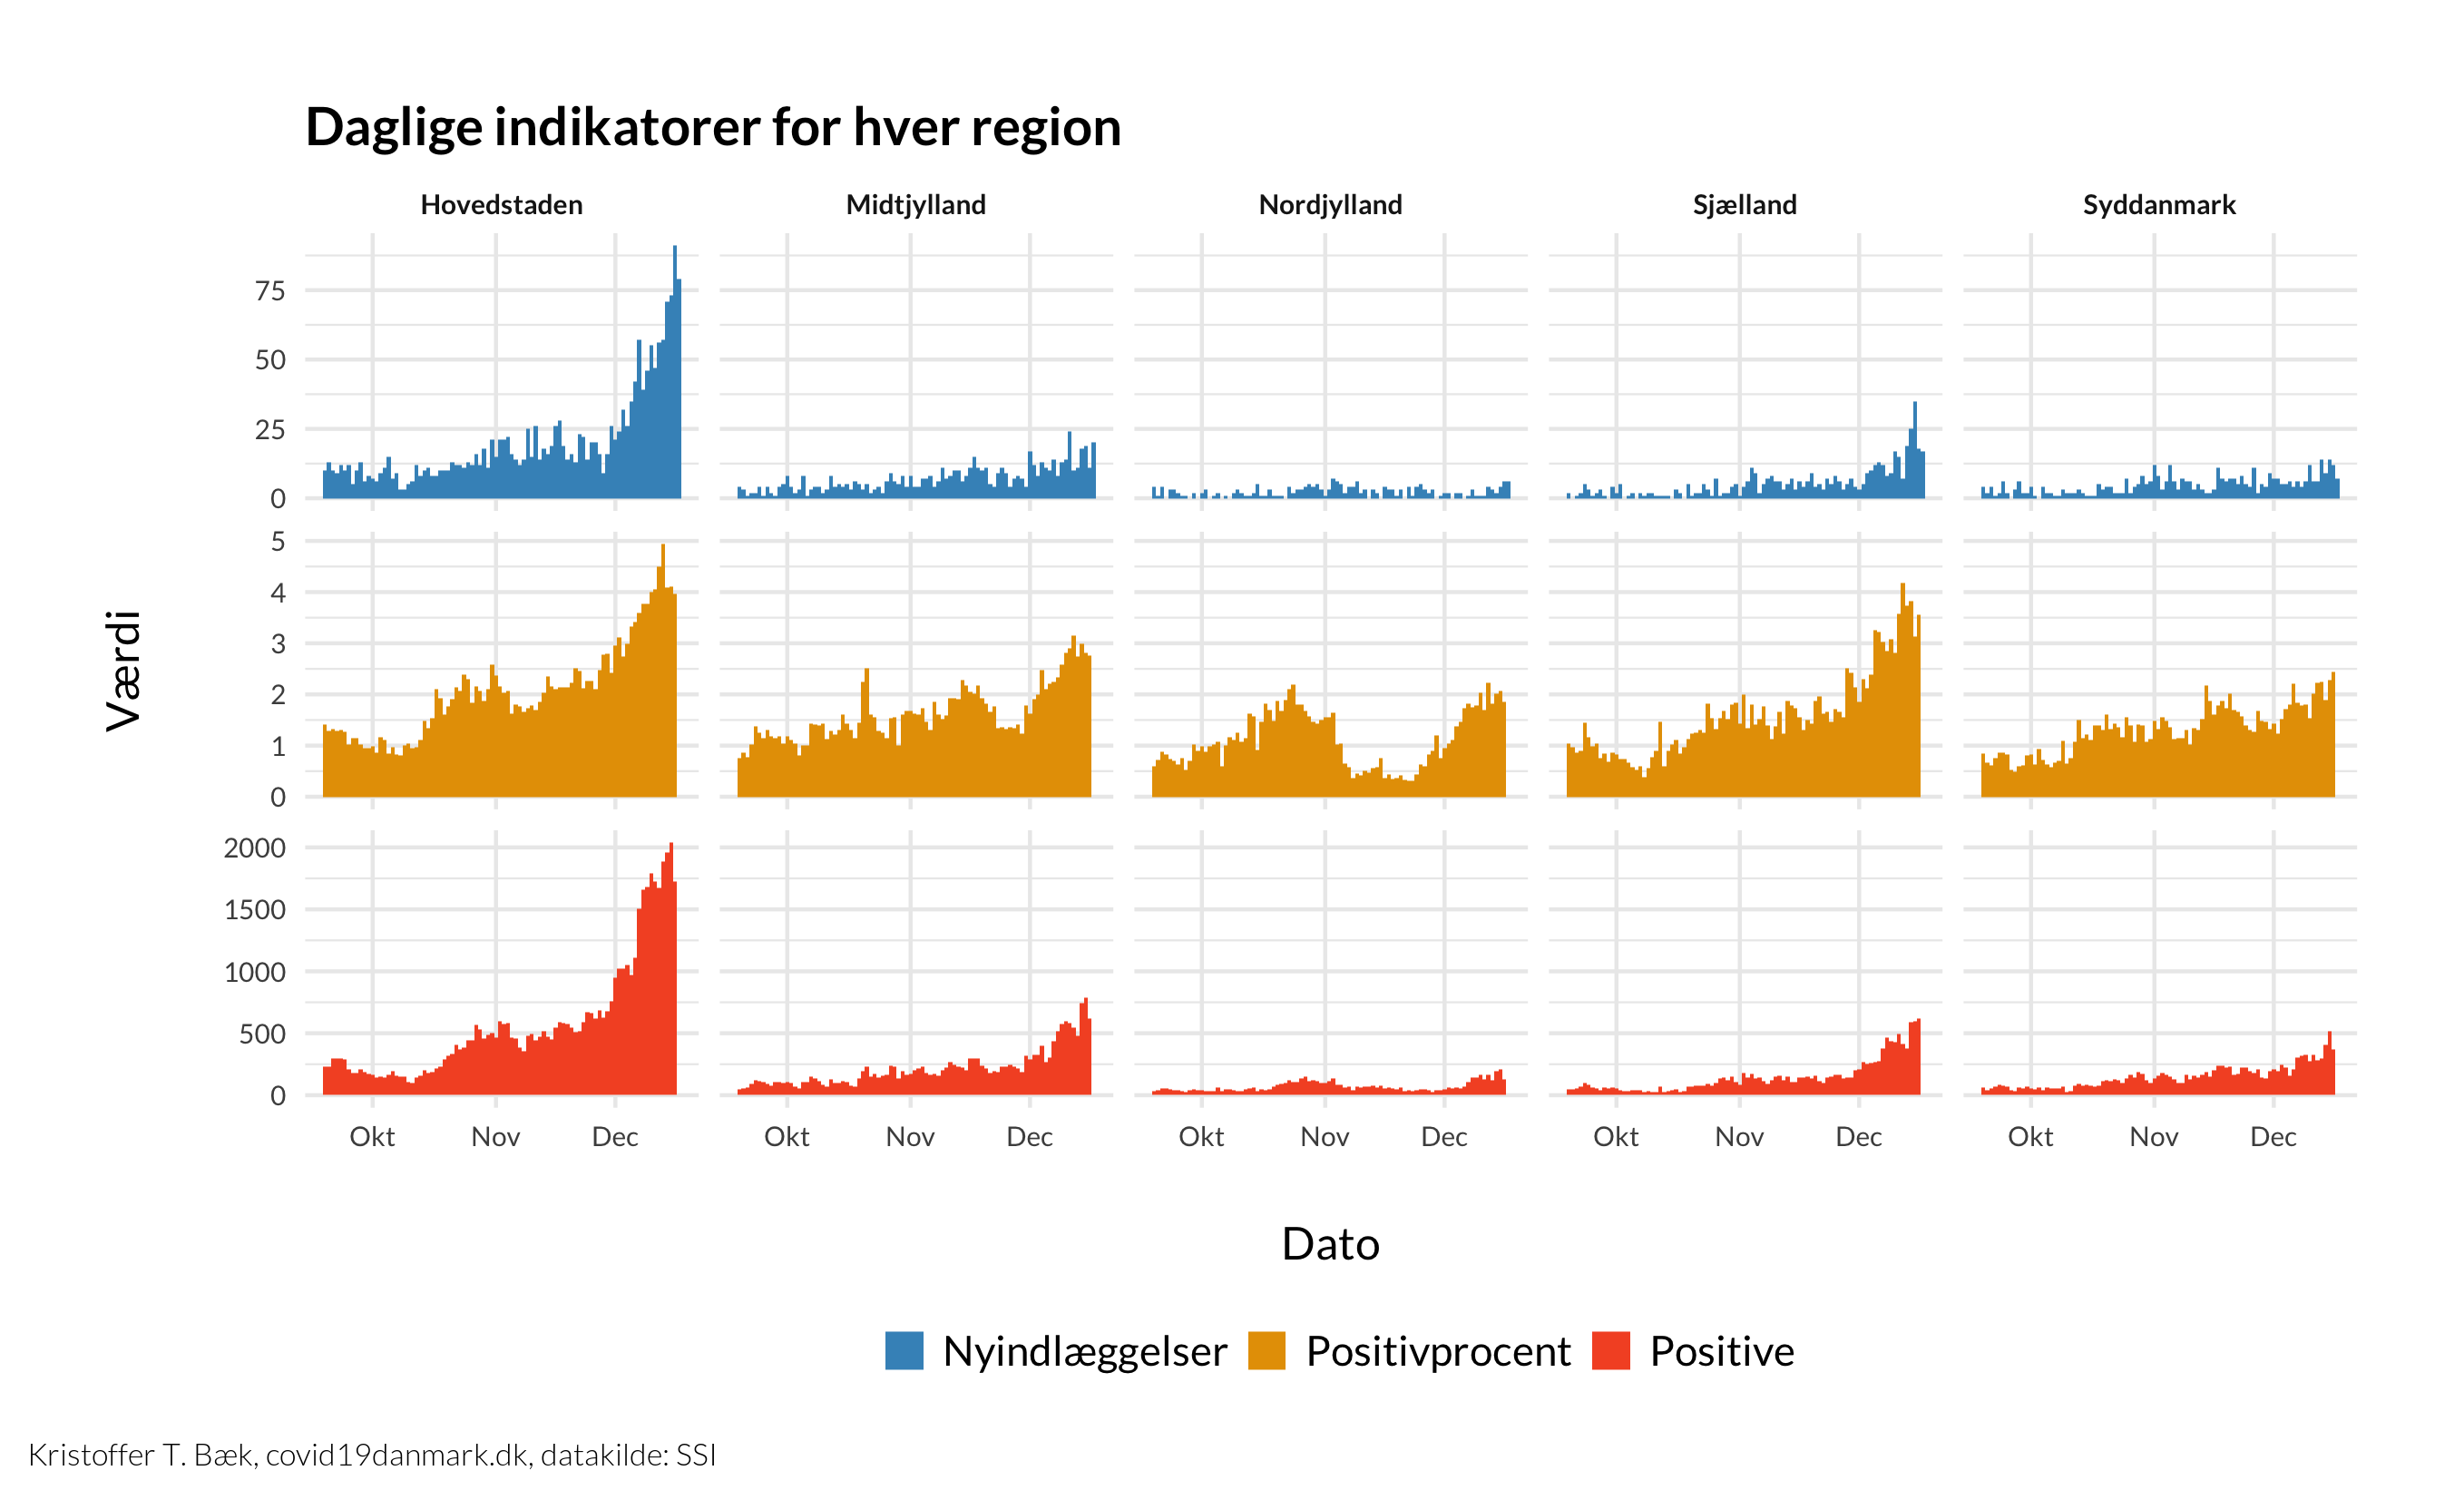 Daglige indikatorer for hver region
Hovedstaden Midtjylland Nordjylland Sjælland Syddanmark
75
50
25
0
5
4
3
2
1
0
2000
1500
1000
500
0
Værdi
Okt Nov Dec Okt Nov Dec Okt Nov Dec Okt Nov Dec Okt Nov Dec
Dato
Nyindlæggelser Positivprocent Positive
Kristoffer T. Bæk, covid19danmark.dk, datakilde: SSI